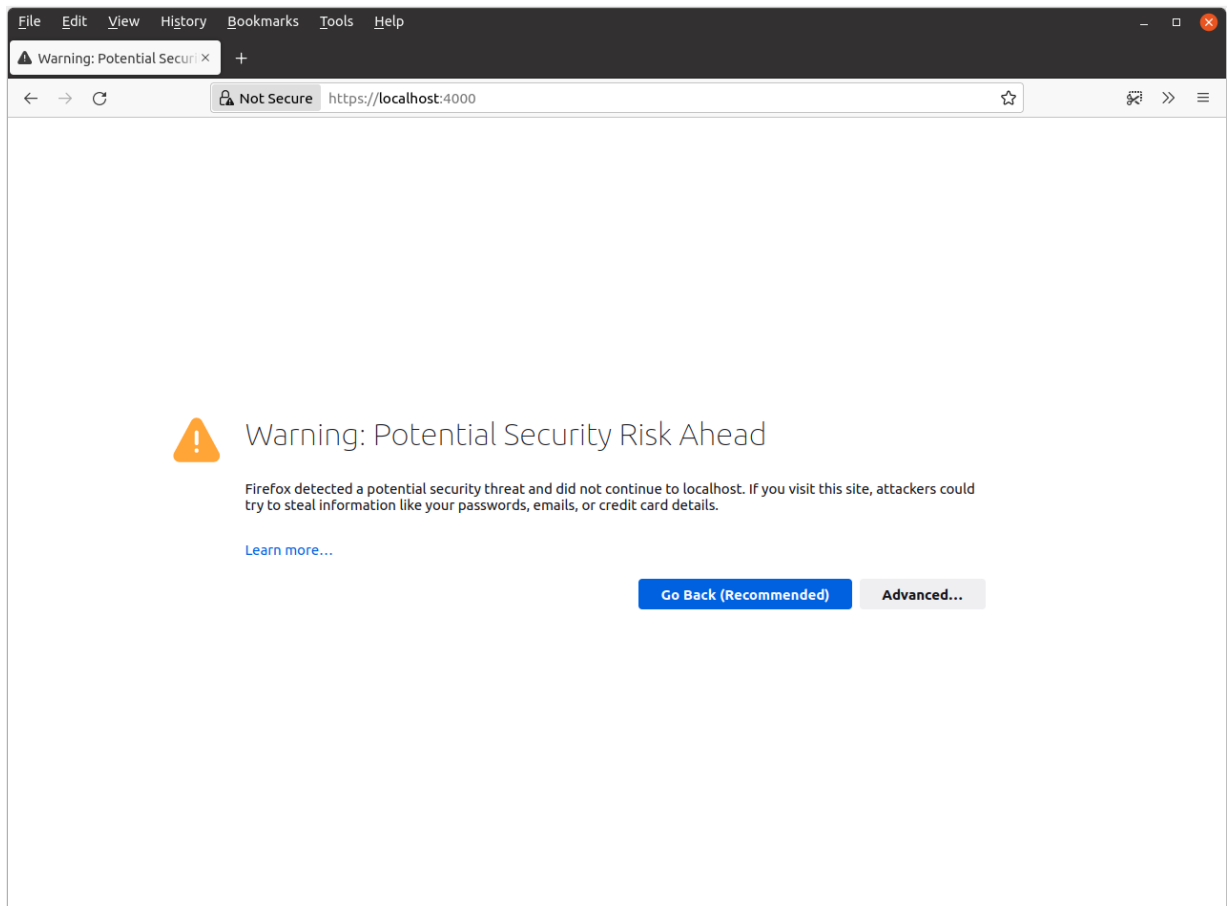 File Edit View History Bookmarks Tools Help
Warning: Potential Securi
Not Secure https://localhost:4000
Warning: Potential Security Risk Ahead
Firefox detected a potential security threat and did not continue to localhost. If you visit this site, attackers could
try to steal information like your passwords, emails, or credit card details.
Learn more…
Go Back (Recommended) Advanced…